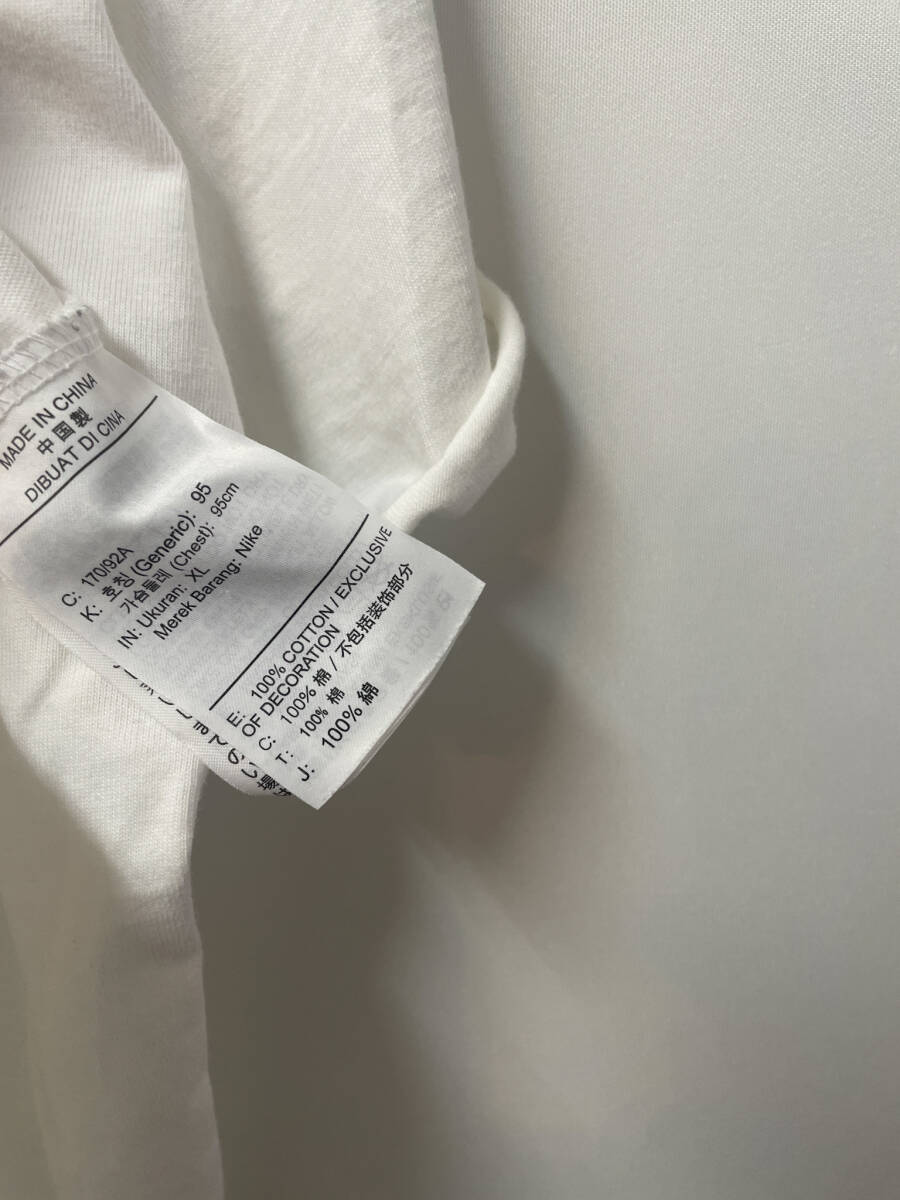 MADE IN CHINA
中国製
DIBUAT DI CINA
C: 170/92A
K: 호칭 (Generic): 95
가슴둘레 (Chest): 95cm
IN: Ukuran: XL
Merek Barang: Nike
E: 100% COTTON / EXCLUSIVE
OF DECORATION
C: 100% 棉 / 不包括装饰部分
T: 100% 棉
J: 100% 綿